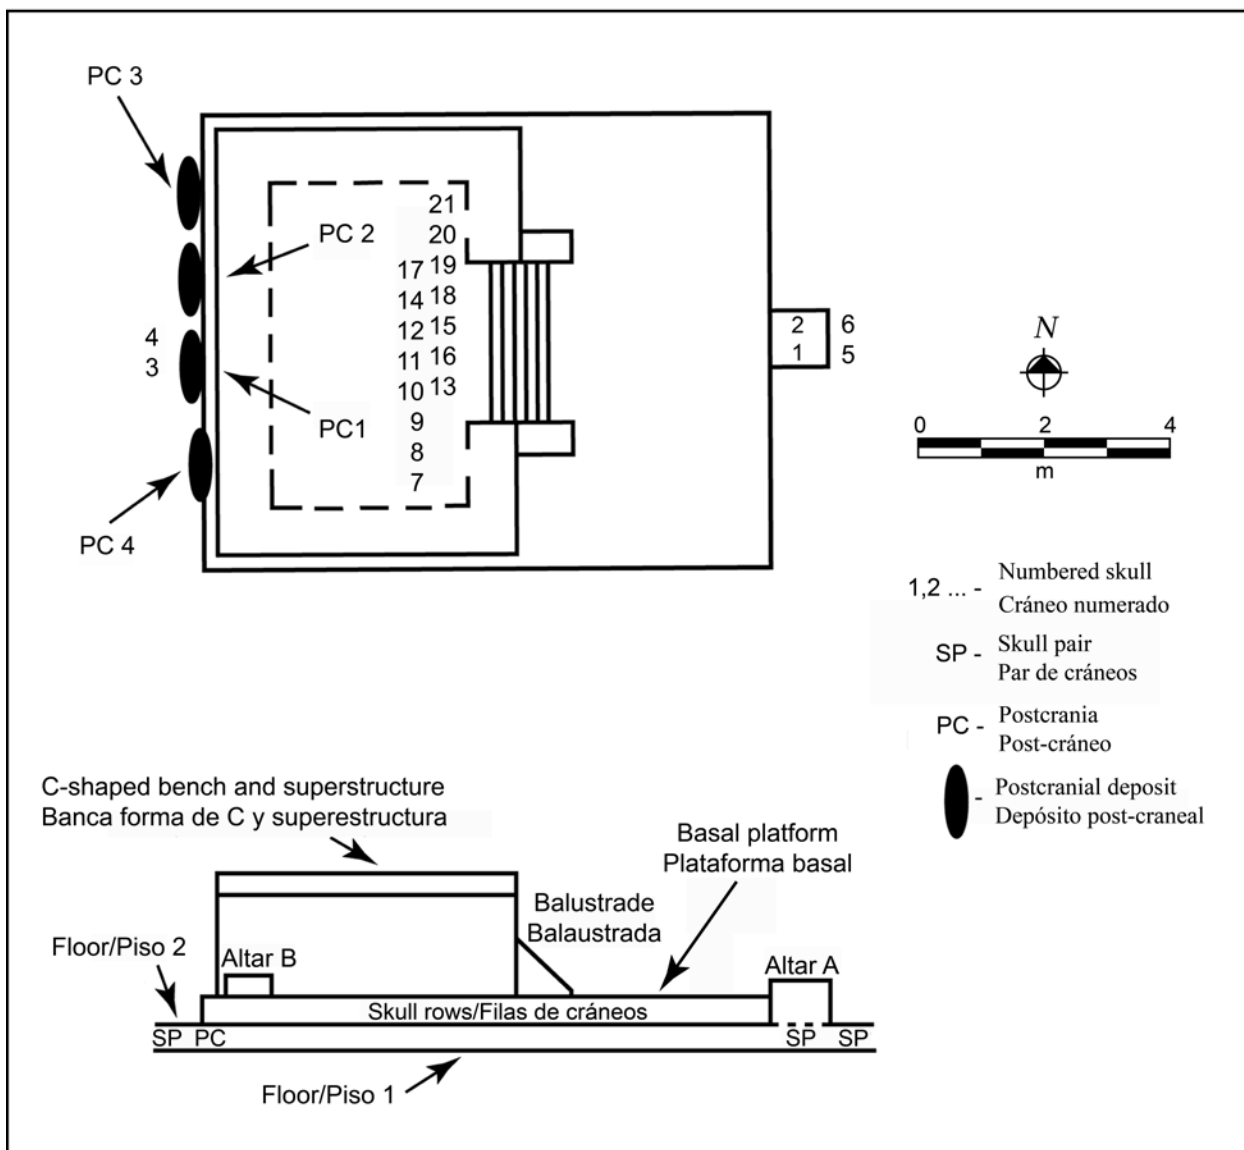 PC 3
PC 2
PC1
PC 4
4
3
21
20
17 19
14 18
12 15
11 16
10 13
9
8
7
2 6
1 5
N
0 2 4
m
1,2 ... - Numbered skull
Cráneo numerado
SP - Skull pair
Par de cráneos
PC - Postcrania
Post-cráneo
- Postcranial deposit
Depósito post-craneal
C-shaped bench and superstructure
Banca forma de C y superestructura
Basal platform
Plataforma basal
Balustrade
Balaustrada
Floor/Piso 2
Altar B
Altar A
Skull rows/Filas de cráneos
SP PC SP SP
Floor/Piso 1